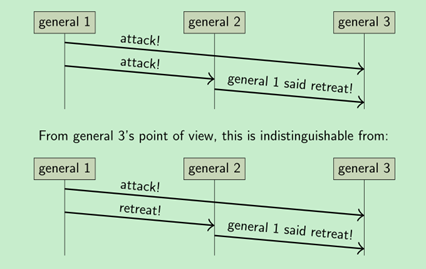 general 1 general 2 general 3
attack!
attack!
general 1 said retreat!
From general 3's point of view, this is indistinguishable from:
general 1 general 2 general 3
attack!
retreat!
general 1 said retreat!